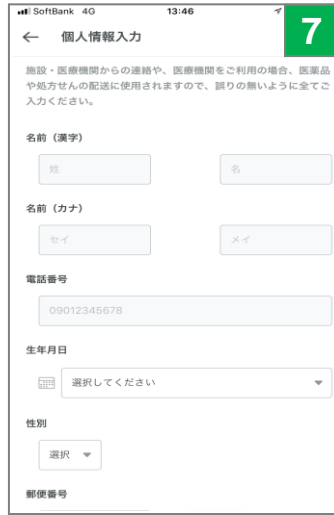 SoftBank 4G 13:46
7
← 個人情報入力
施設・医療機関からの連絡や、医療機関をご利用の場合、医薬品
や処方せんの配送に使用されますので、誤りの無いように全てご
入力ください。
名前（漢字）
姓 名
名前（カナ）
セイ メイ
電話番号
09012345678
生年月日
選択してください
性別
選択
郵便番号